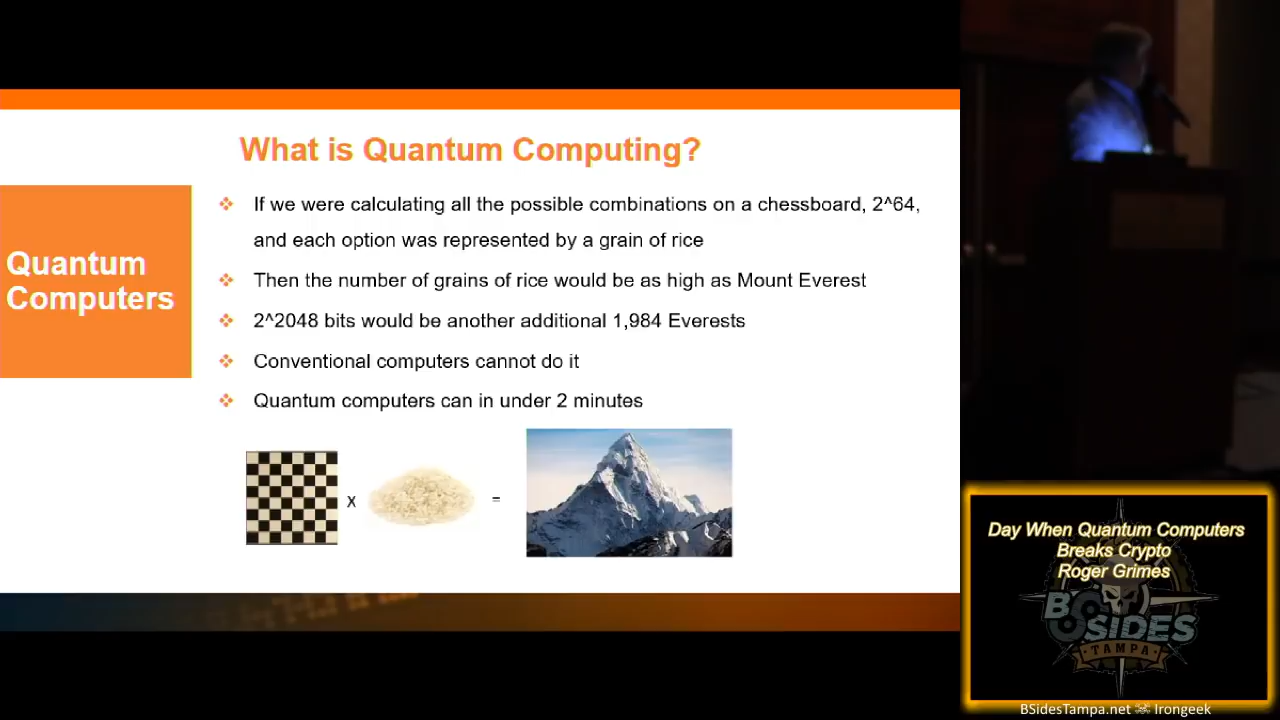 What is Quantum Computing?
Quantum
Computers
❖ If we were calculating all the possible combinations on a chessboard, 2^64,
and each option was represented by a grain of rice
❖ Then the number of grains of rice would be as high as Mount Everest
❖ 2^2048 bits would be another additional 1,984 Everests
❖ Conventional computers cannot do it
❖ Quantum computers can in under 2 minutes
x =
Day When Quantum Computers
Breaks Crypto
Roger Grimes
BSIDES
TAMPA
BSidesTampa.net ☠ Irongeek